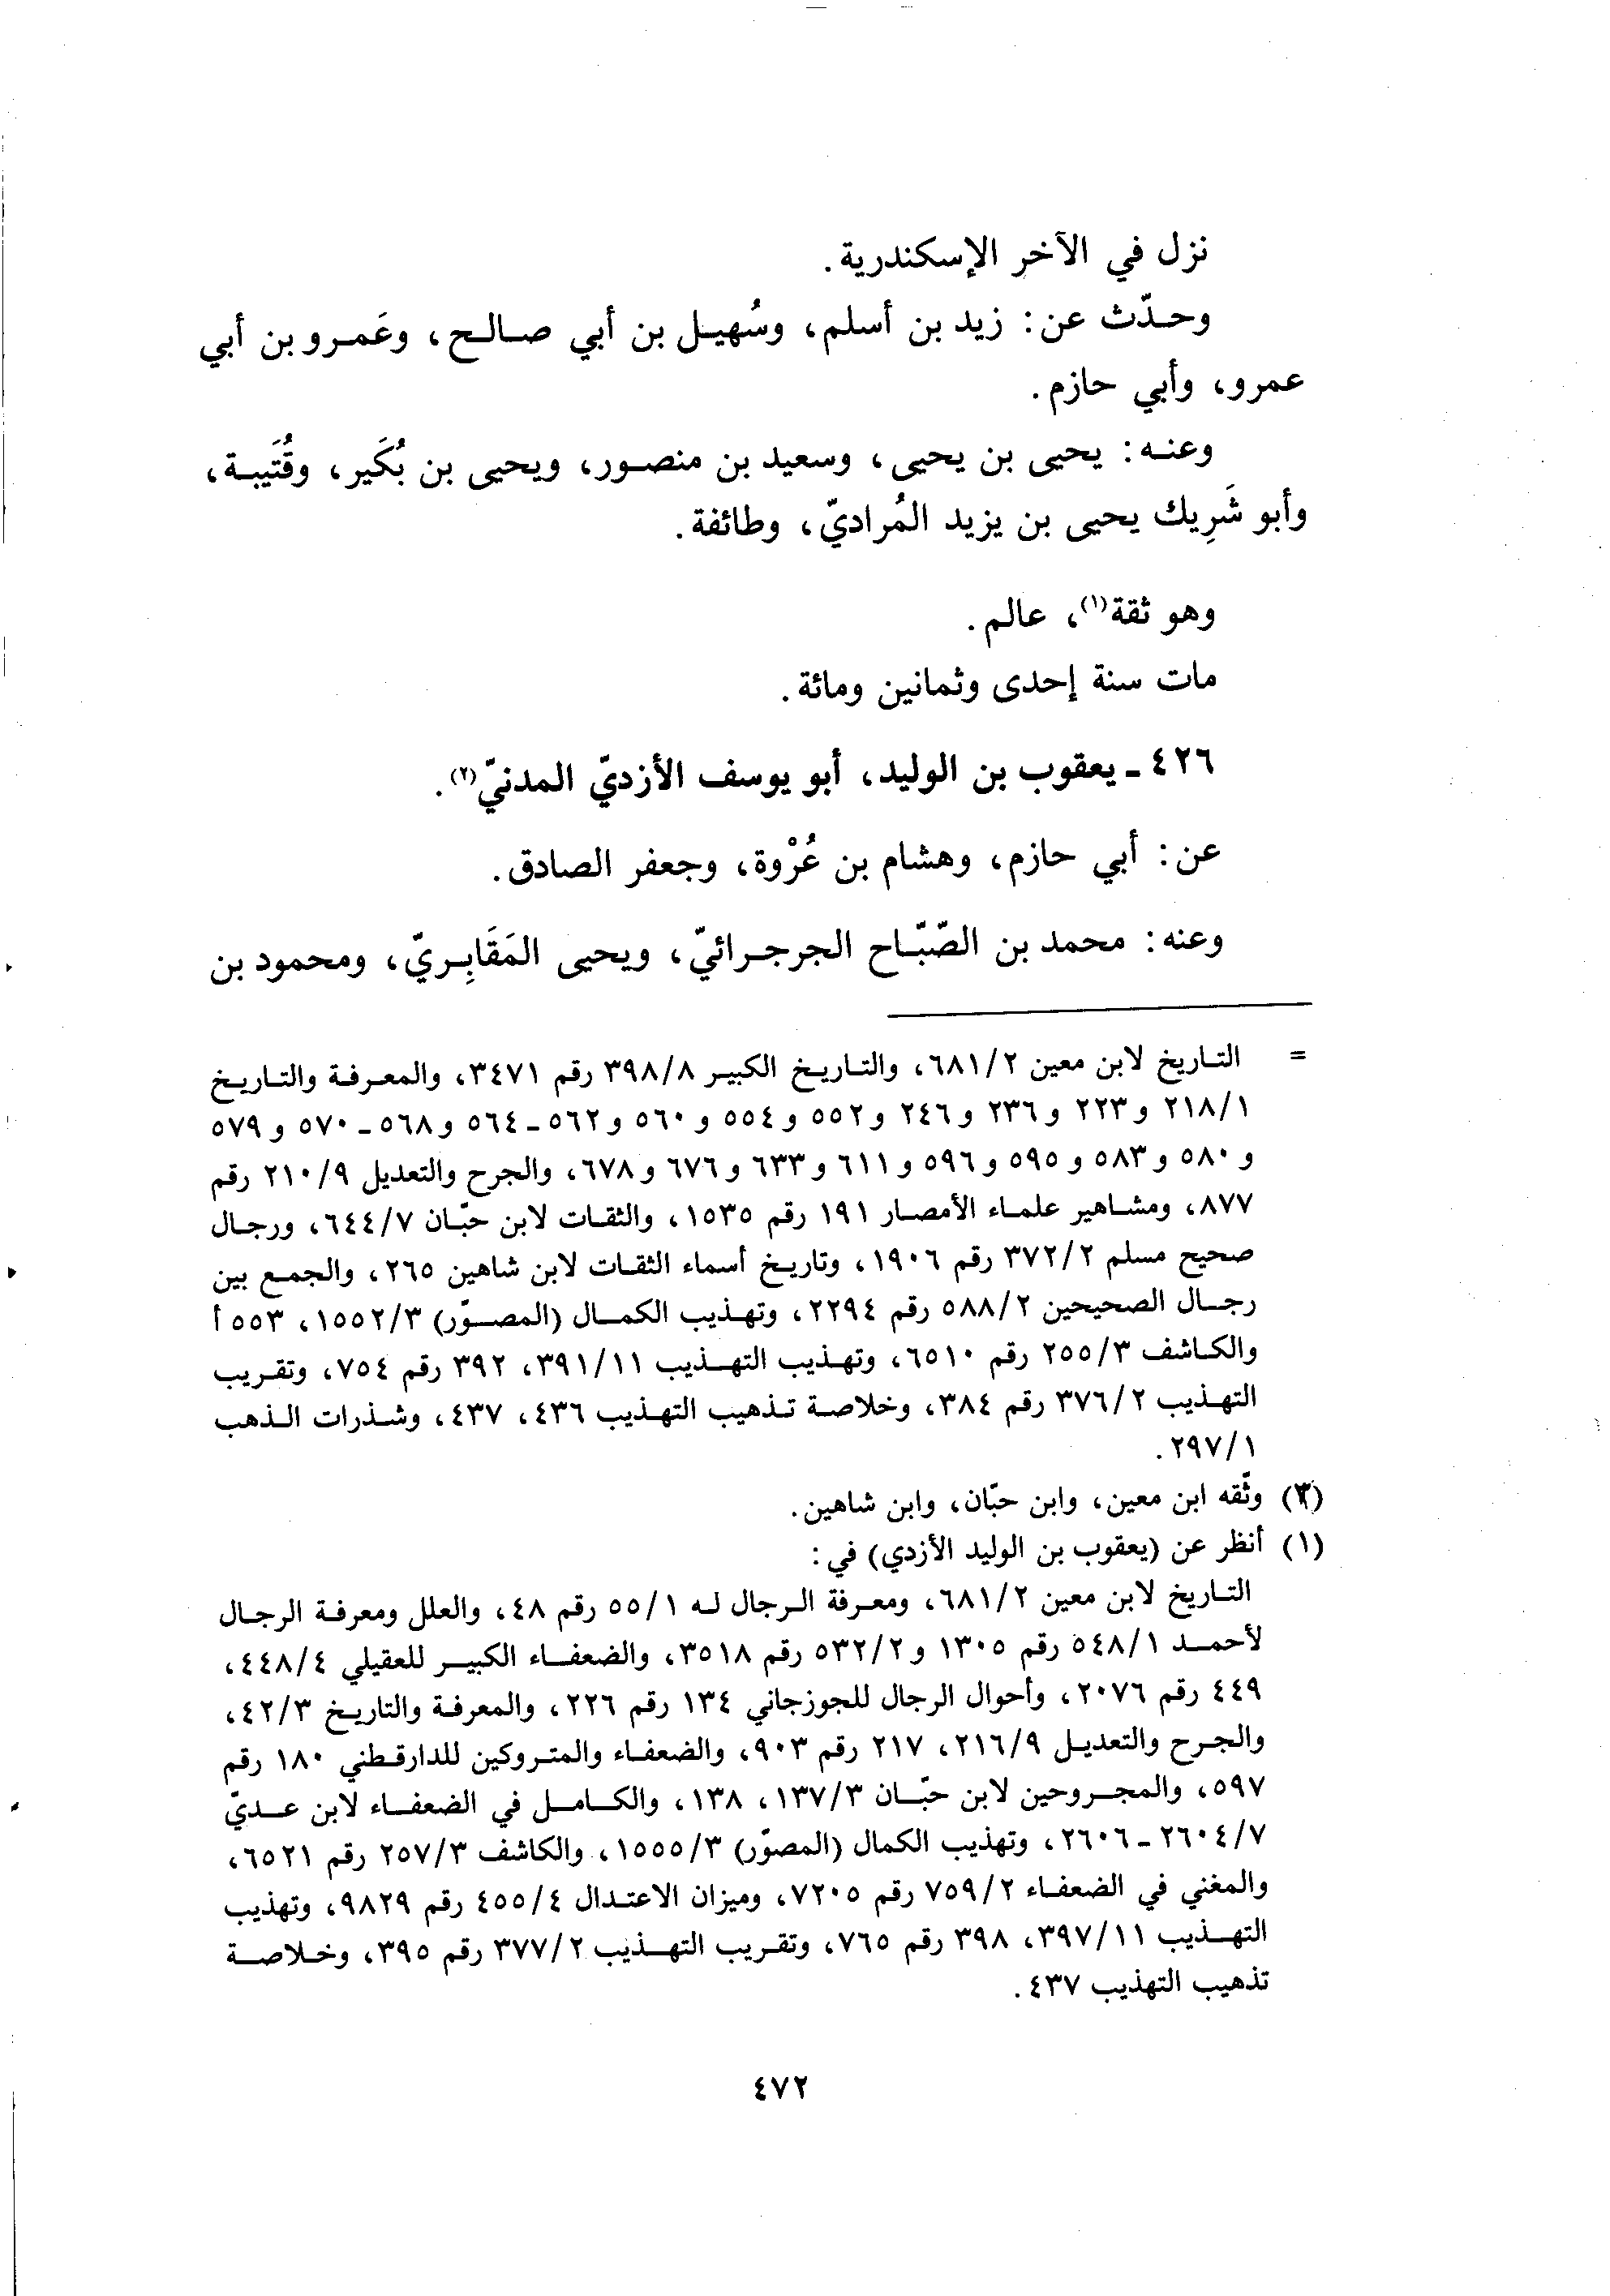 نزل في الآخر الإسكندرية.
وحدّث عن: زيد بن أسلم، وسُهيل بن أبي صالح، وعَمرو بن أبي
عمرو، وأبي حازم.
وعنه: يحيى بن يحيى، وسعيد بن منصور، ويحيى بن بُكَير، وقُتَيبة،
وأبو شَرِيك يحيى بن يزيد المُراديّ، وطائفة.
وهو ثقة(١)، عالم.
مات سنة إحدى وثمانين ومائة.
٤٢٦ ـ يعقوب بن الوليد، أبو يوسف الأزديّ المدنيّ(٢).
عن: أبي حازم، وهشام بن عُرْوة، وجعفر الصادق.
وعنه: محمد بن الصّبّاح الجرجرائيّ، ويحيى المَقَابِريّ، ومحمود بن
= التاريخ لابن معين ٦٨١/٢، والتاريخ الكبير ٣٩٨/٨ رقم ٣٤٧١، والمعرفة والتاريخ
٢١٨/١ و٢٢٣ و٢٣٦ و٢٤٦ و٥٥٢ و٥٥٤ و٥٦٠ و٥٦٢ ـ ٥٦٤ و٥٦٨ ـ ٥٧٠ و٥٧٩
و٥٨٠ و٥٨٣ و٥٩٥ و٥٩٦ و٦١١ و٦٣٣ و٦٧٦ و٦٧٨، والجرح والتعديل ٢١٠/٩ رقم
٨٧٧، ومشاهير علماء الأمصار ١٩١ رقم ١٥٣٥، والثقات لابن حبّان ٦٤٤/٧، ورجال
صحيح مسلم ٣٧٢/٢ رقم ١٩٠٦، وتاريخ أسماء الثقات لابن شاهين ٢٦٥، والجمع بين
رجال الصحيحين ٥٨٨/٢ رقم ٢٢٩٤، وتهذيب الكمال (المصوّر) ١٥٥٢/٣، ٥٥٣ أ
والكاشف ٢٥٥/٣ رقم ٦٥١٠، وتهذيب التهذيب ٣٩١/١١، ٣٩٢ رقم ٧٥٤، وتقريب
التهذيب ٣٧٦/٢ رقم ٣٨٤، وخلاصة تذهيب التهذيب ٤٣٦، ٤٣٧، وشذرات الذهب
٢٩٧/١.
وثّقه ابن معين، وابن حبّان، وابن شاهين.
(١) أنظر عن (يعقوب بن الوليد الأزدي) في:
التاريخ لابن معين ٦٨١/٢، ومعرفة الرجال له ٥٥/١ رقم ٤٨، والعلل ومعرفة الرجال
لأحمد ٥٤٨/١ رقم ١٣٠٥ و٥٣٢/٢ رقم ٣٥١٨، والضعفاء الكبير للعقيلي ٤٤٨/٤،
٤٤٩ رقم ٢٠٧٦، وأحوال الرجال للجوزجاني ١٣٤ رقم ٢٢٦، والمعرفة والتاريخ ٤٢/٣،
والجرح والتعديل ٢١٦/٩، ٢١٧ رقم ٩٠٣، والضعفاء والمتروكين للدارقطني ١٨٠ رقم
٥٩٧، والمجروحين لابن حبّان ١٣٧/٣، ١٣٨، والكامل في الضعفاء لابن عديّ
٢٦٠٤/٧ ـ ٢٦٠٦، وتهذيب الكمال (المصوّر) ١٥٥٥/٣، والكاشف ٢٥٧/٣ رقم ٦٥٢١،
والمغني في الضعفاء ٧٥٩/٢ رقم ٧٢٠٥، وميزان الاعتدال ٤٥٥/٤ رقم ٩٨٢٩، وتهذيب
التهذيب ٣٩٧/١١، ٣٩٨ رقم ٧٦٥، وتقريب التهذيب ٣٧٧/٢ رقم ٣٩٥، وخلاصة
تذهيب التهذيب ٤٣٧.
٤٧٢